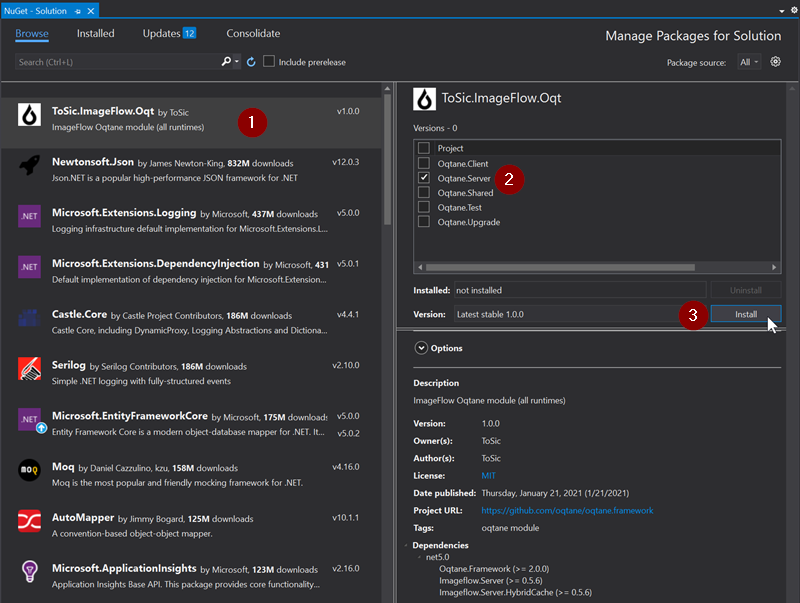 NuGet - Solution
Browse Installed Updates 12 Consolidate
Manage Packages for Solution
Search (Ctrl+L)
Include prerelease
Package source: All
ToSic.ImageFlow.Oqt by ToSic v1.0.0
ImageFlow Oqtane module (all runtimes)
1
Newtonsoft.Json by James Newton-King, 832M downloads v12.0.3
Json.NET is a popular high-performance JSON framework for .NET
.NET
Microsoft.Extensions.Logging by Microsoft, 437M downloads v5.0.0
Logging infrastructure default implementation for Microsoft.Extensions.L...
.NET
Microsoft.Extensions.DependencyInjection by Microsoft, 431 v5.0.1
Default implementation of dependency injection for Microsoft.Extension...
Castle.Core by Castle Project Contributors, 186M downloads v4.4.1
Castle Core, including DynamicProxy, Logging Abstractions and Dictiona...
Serilog by Serilog Contributors, 186M downloads v2.10.0
Simple .NET logging with fully-structured events
.NET
Microsoft.EntityFrameworkCore by Microsoft, 175M downloads v5.0.0
Entity Framework Core is a modern object-database mapper for .NET. It... v5.0.2
MOQ
Moq by Daniel Cazzulino, kzu, 158M downloads v4.16.0
Moq is the most popular and friendly mocking framework for .NET.
AutoMapper by Jimmy Bogard, 125M downloads v10.1.1
A convention-based object-object mapper.
Microsoft.ApplicationInsights by Microsoft, 123M downloads v2.16.0
Application Insights Base API. This package provides core functionality...
ToSic.ImageFlow.Oqt
Versions - 0
Project
Oqtane.Client
Oqtane.Server
2
Oqtane.Shared
Oqtane.Test
Oqtane.Upgrade
Installed: not installed Uninstall
Version: Latest stable 1.0.0 3 Install
Options
Description
ImageFlow Oqtane module (all runtimes)
Version: 1.0.0
Owner(s): ToSic
Author(s): ToSic
License: MIT
Date published: Thursday, January 21, 2021 (1/21/2021)
Project URL: https://github.com/oqtane/oqtane.framework
Tags: oqtane module
Dependencies
net5.0
Oqtane.Framework (>= 2.0.0)
Imageflow.Server (>= 0.5.6)
Imageflow.Server.HybridCache (>= 0.5.6)